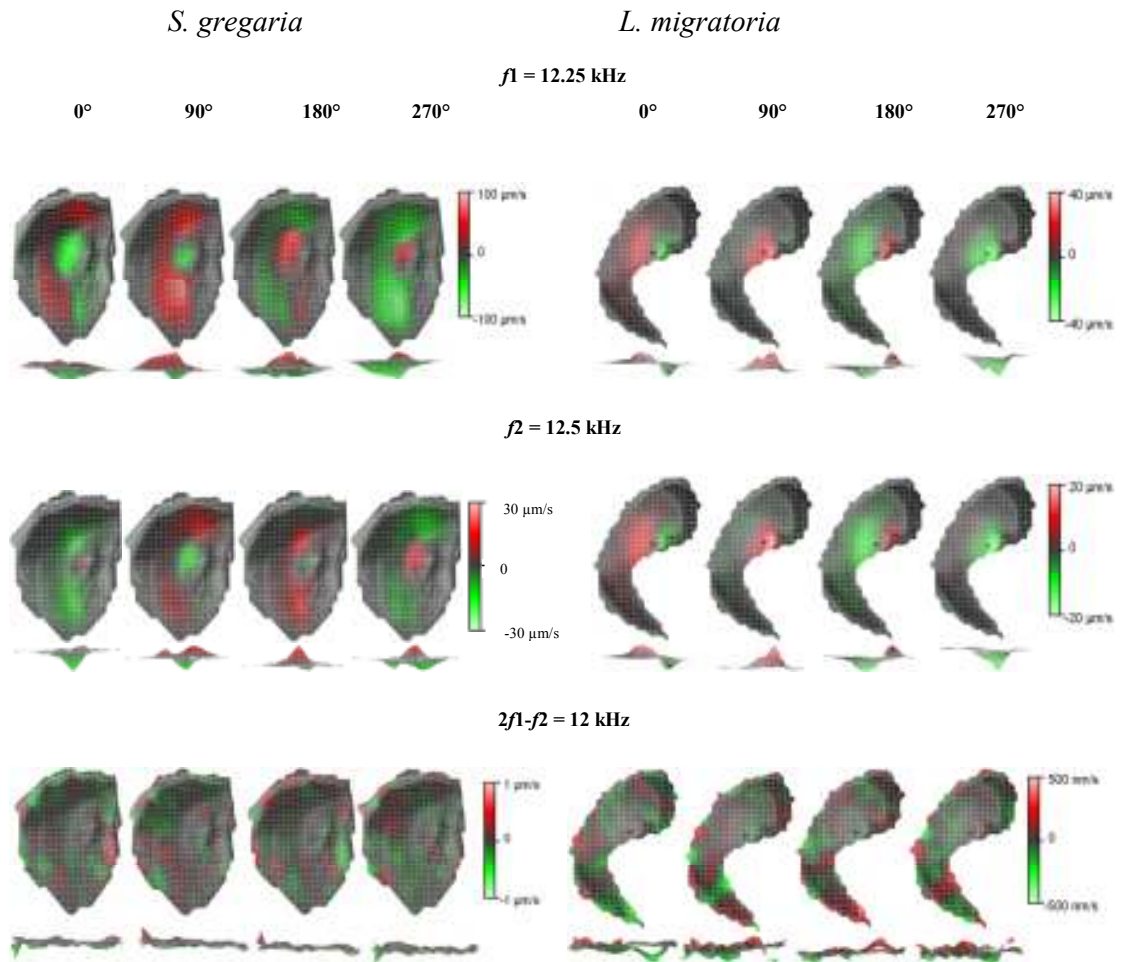 S. gregaria L. migratoria
f1 = 12.25 kHz
0° 90° 180° 270° 0° 90° 180° 270°
100 µm/s 40 µm/s
0 0
-100 µm/s -40 µm/s
f2 = 12.5 kHz
30 µm/s 20 µm/s
0 0
-30 µm/s -20 µm/s
2f1-f2 = 12 kHz
1 µm/s 500 nm/s
0 0
-1 µm/s -500 nm/s